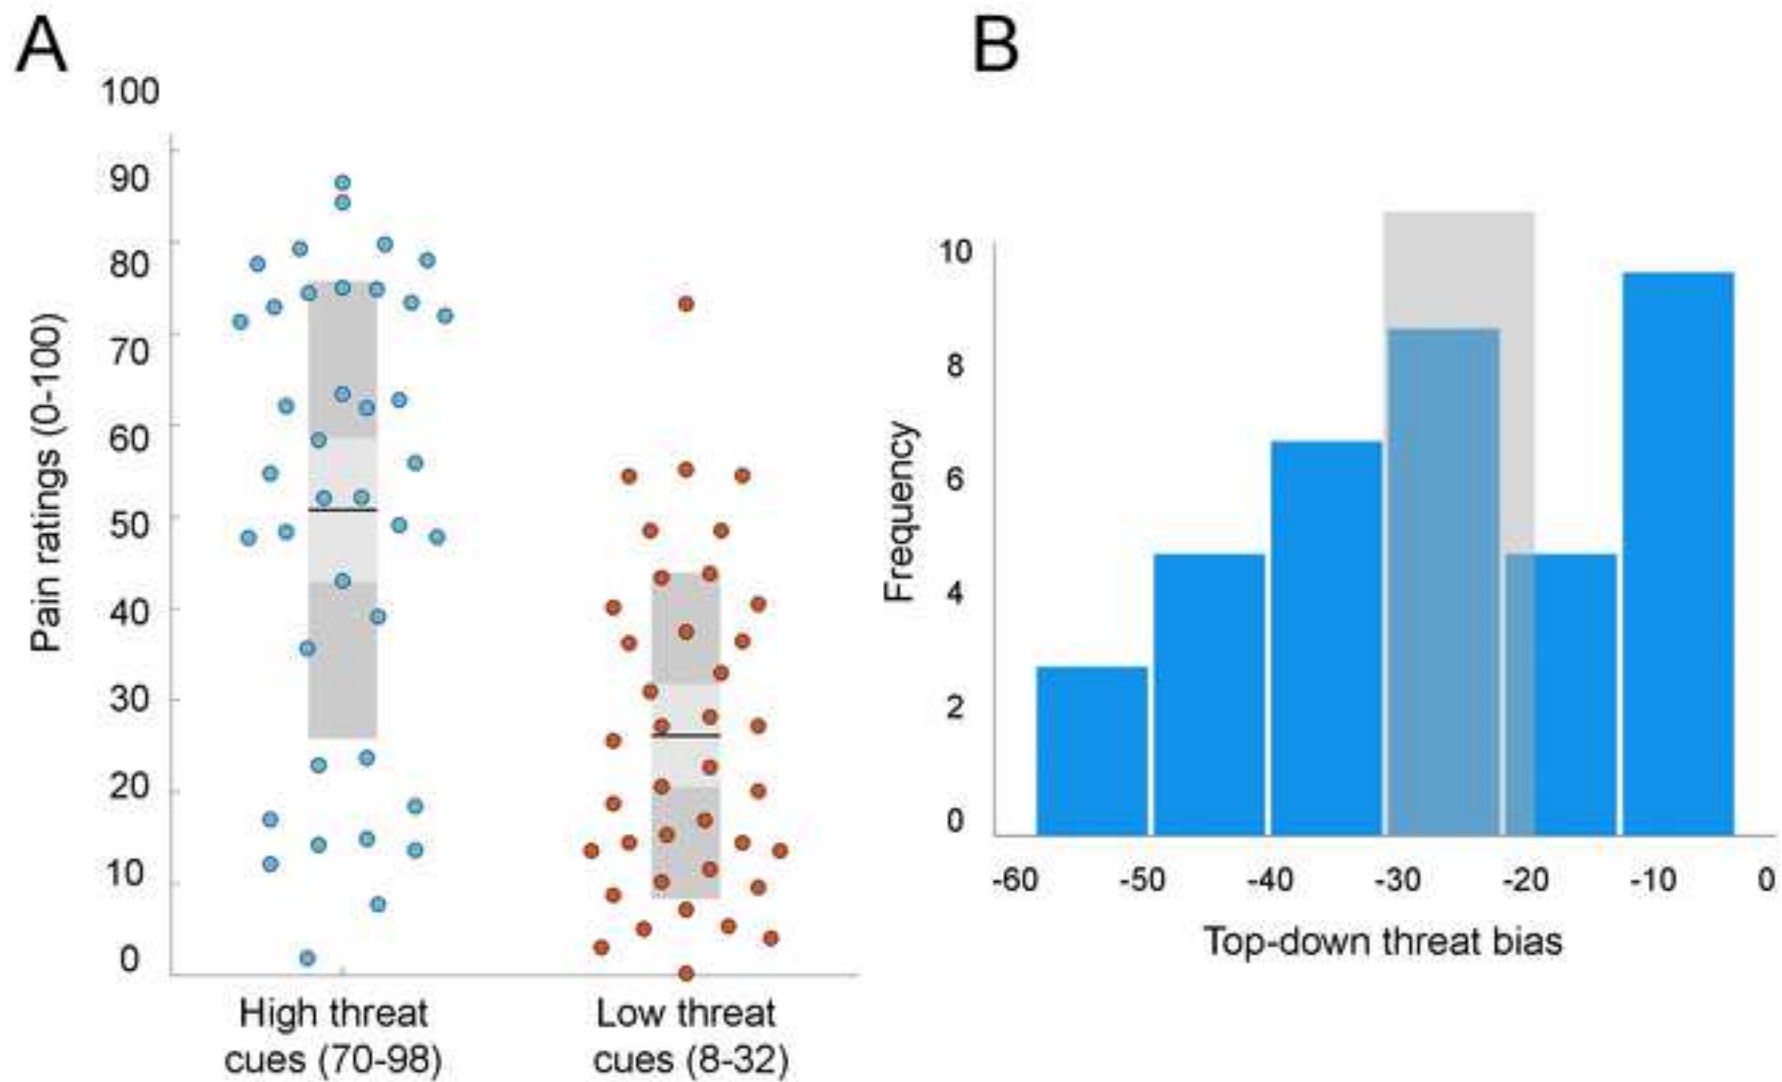 A
100
90
80
70
60
50
40
30
20
10
0
Pain ratings (0-100)
High threat
cues (70-98)
Low threat
cues (8-32)
B
10
8
6
4
2
0
Frequency
-60 -50 -40 -30 -20 -10 0
Top-down threat bias